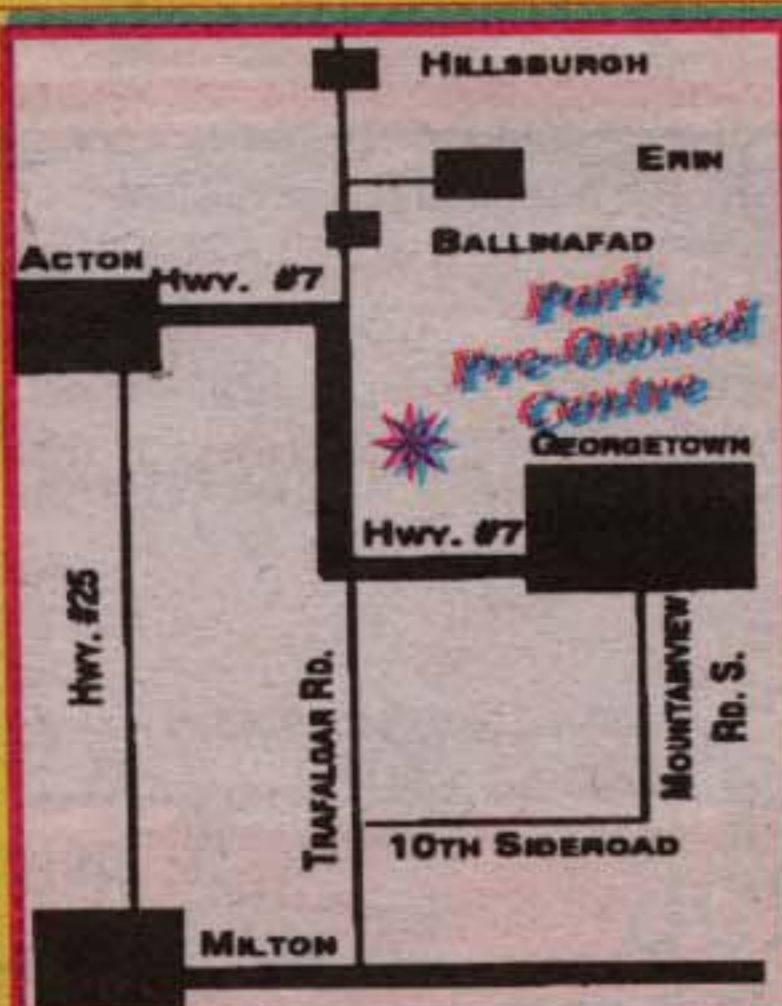 HILLSBURGH
ERIN
BALLINAFAD
ACTON
HWY. #7
Park
Pre-Owned
Centre
GEORGETOWN
HWY. #7
HWY. #25
TRAFALGAR RD.
MOUNTAINVIEW
RD. S.
10TH SIDEROAD
MILTON